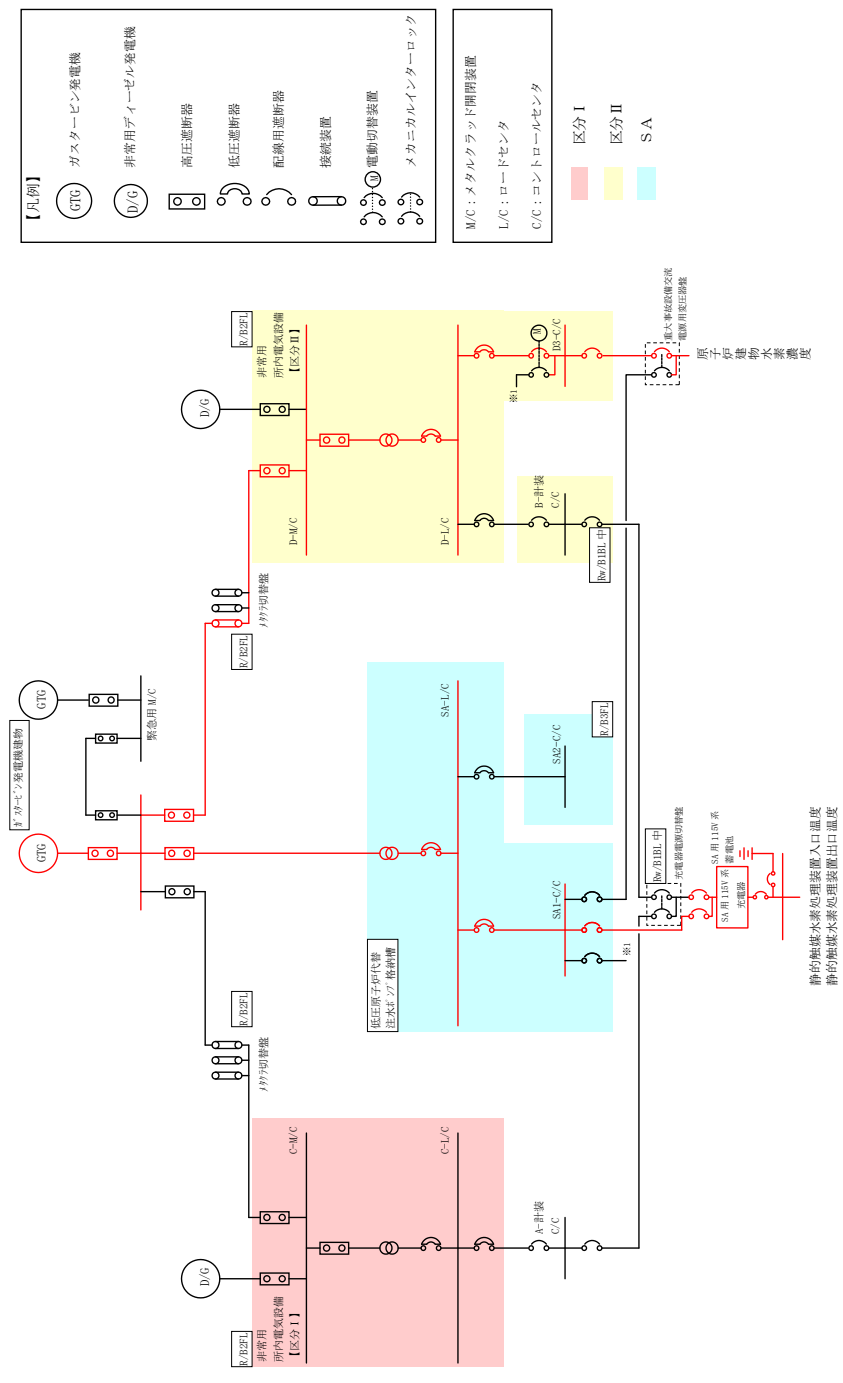 【凡例】
GTG
ガスタービン発電機
D/G
非常用ディーゼル発電機
高圧遮断器
低圧遮断器
配線用遮断器
接続装置
M
電動切替装置
メカニカルインターロック
M/C：メタルクラッド開閉装置
L/C：ロードセンタ
C/C：コントロールセンタ
区分Ⅰ
区分Ⅱ
ＳＡ
ｶﾞｽﾀｰﾋﾞﾝ発電機建物
GTG
GTG
緊急用 M/C
R/B2FL
ﾒﾀｸﾗ切替盤
R/B2FL
ﾒﾀｸﾗ切替盤
R/B2FL
非常用
所内電気設備
【区分Ⅰ】
D/G
C-M/C
C-L/C
A-計装
C/C
低圧原子炉代替
注水ﾎﾟﾝﾌﾟ格納槽
SA-L/C
SA1-C/C
※1
SA2-C/C
R/B3FL
R/B2FL
非常用
所内電気設備
【区分Ⅱ】
D/G
D-M/C
D-L/C
B-計装
C/C
Rw/B1BL 中
※1
M
D3-C/C
重大事故設備交流
電源用変圧器盤
原子炉建物水素濃度
Rw/B1BL 中
充電器電源切替盤
SA 用 115V 系
充電器
SA 用 115V 系
蓄電池
静的触媒水素処理装置入口温度
静的触媒水素処理装置出口温度